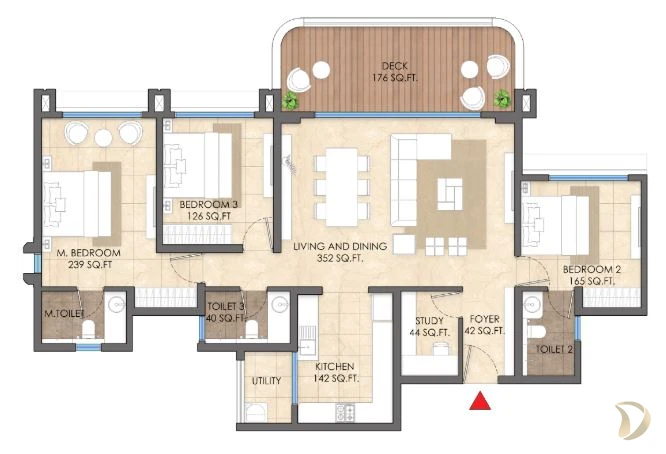 DECK
176 SQ.FT.
BEDROOM 3
126 SQ.FT
M. BEDROOM
239 SQ.FT
LIVING AND DINING
352 SQ.FT.
BEDROOM 2
165 SQ.FT.
M.TOILET
TOILET 3
40 SQ.FT.
STUDY
44 SQ.FT.
FOYER
42 SQ.FT.
TOILET 2
KITCHEN
142 SQ.FT.
UTILITY